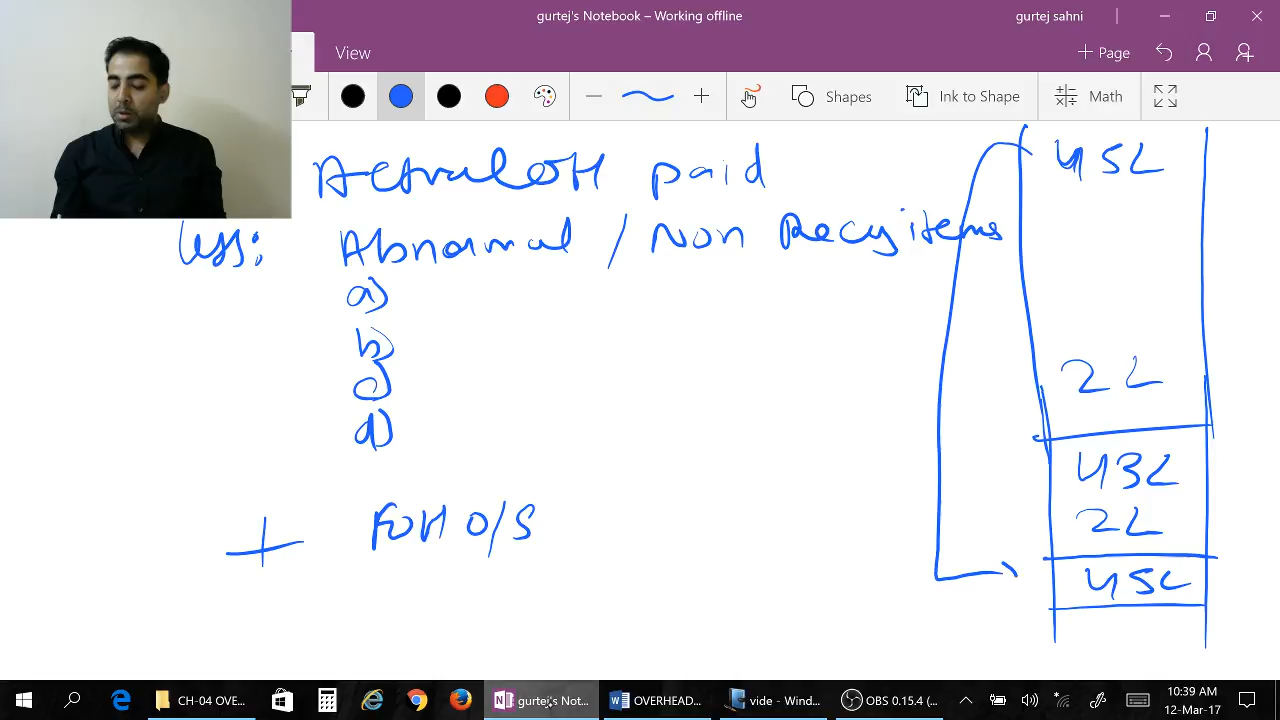 gurtej's Notebook – Working offline
gurtej sahni
View
Page
Shapes
Ink to Shape
Math
Actual OH paid
45L
less: Abnormal / Non Recg items
a)
b)
c)
d)
2L
43L
+ FOH O/S
2L
45L
CH-04 OVE...
gurtej's Not...
OVERHEAD...
vide - Wind...
OBS 0.15.4 (...
10:39 AM
12-Mar-17